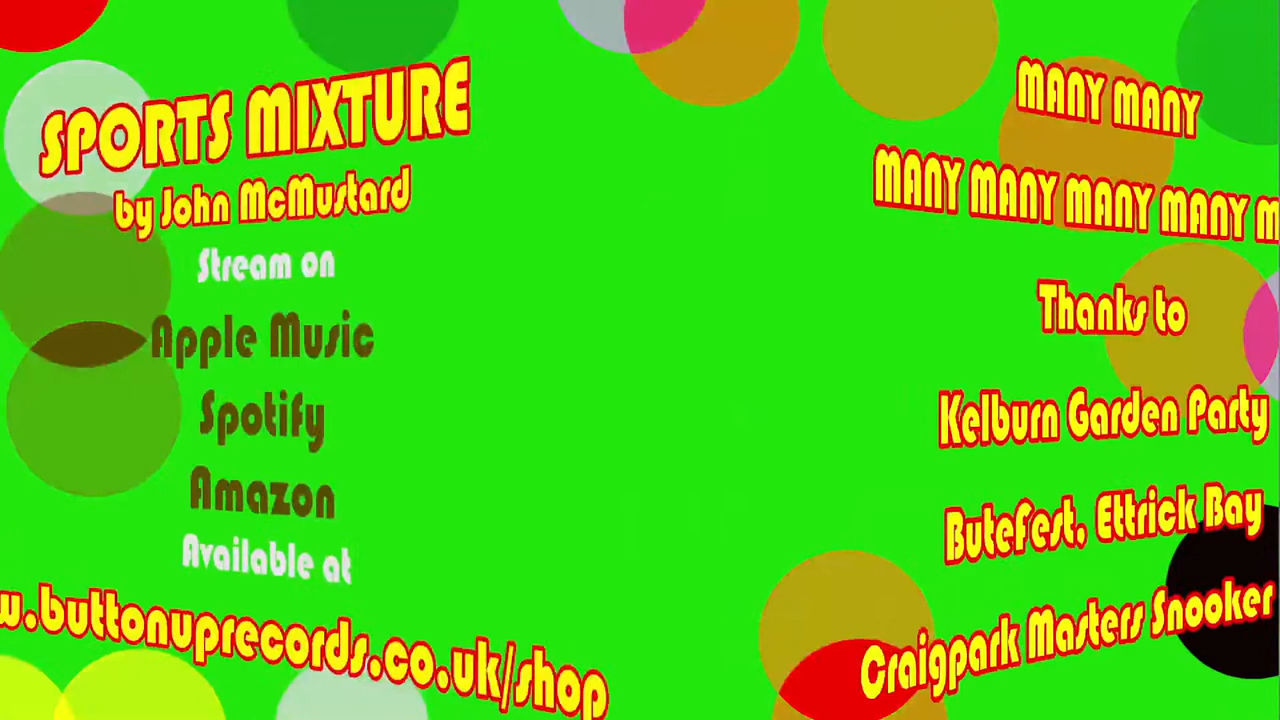 SPORTS MIXTURE
by John McMustard
Stream on
Apple Music
Spotify
Amazon
Available at
w.buttonuprecords.co.uk/shop
MANY MANY
MANY MANY MANY MANY M
Thanks to
Kelburn Garden Party
ButeFest, Ettrick Bay
Craigpark Masters Snooker